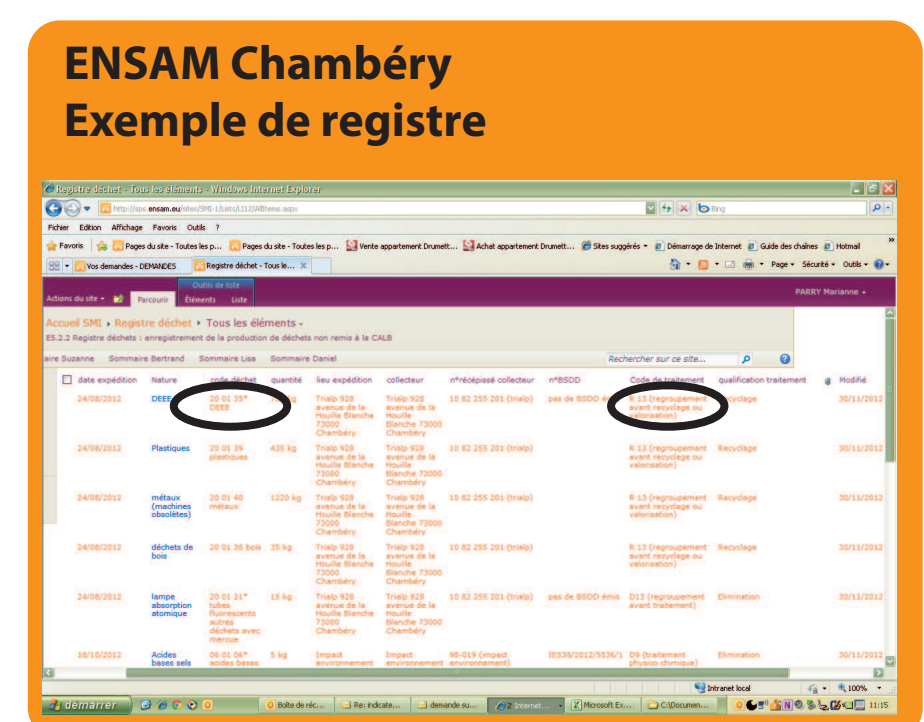 ENSAM Chambéry
Exemple de registre
Registre déchet - Tous les éléments - Windows Internet Explorer
http://sps.ensam.eu/sites/SMI-1/Lists/L112/AllItems.aspx
Bing
Fichier Edition Affichage Favoris Outils ?
Favoris Pages du site - Toutes les p... Pages du site - Toutes les p... Vente appartement Drumett... Achat appartement Drumett... Sites suggérés Démarrage de Internet Guide des chaînes Hotmail »
Vos demandes - DEMANDES Registre déchet - Tous le... X Page Sécurité Outils
Outils de liste
Actions du site Parcourir Éléments Liste PARRY Marianne
Accueil SMI Registre déchet Tous les éléments
E5.2.2 Registre déchets : enregistrement de la production de déchets non remis à la CALB
aire Suzanne Sommaire Bertrand Sommaire Lisa Sommaire Daniel Rechercher sur ce site...
date expédition Nature code déchet quantité lieu expédition collecteur n°récépissé collecteur n°BSDD Code de traitement qualification traitement Modifié
24/08/2012 DEEE 20 01 35* DEEE kg Trialp 928 avenue de la Houille Blanche 73000 Chambéry Trialp 928 avenue de la Houille Blanche 73000 Chambéry 10 82 255 201 (trialp) pas de BSDD émis R 13 (regroupement avant recyclage ou valorisation) Recyclage 30/11/2012
24/08/2012 Plastiques 20 01 39 plastiques 435 kg Trialp 928 avenue de la Houille Blanche 73000 Chambéry Trialp 928 avenue de la Houille Blanche 73000 Chambéry 10 82 255 201 (trialp) R 13 (regroupement avant recyclage ou valorisation) Recyclage 30/11/2012
24/08/2012 métaux (machines obsolètes) 20 01 40 métaux 1220 kg Trialp 928 avenue de la Houille Blanche 73000 Chambéry Trialp 928 avenue de la Houille Blanche 73000 Chambéry 10 82 255 201 (trialp) R 13 (regroupement avant recyclage ou valorisation) Recyclage 30/11/2012
24/08/2012 déchets de bois 20 01 38 bois 35 kg Trialp 928 avenue de la Houille Blanche 73000 Chambéry Trialp 928 avenue de la Houille Blanche 73000 Chambéry 10 82 255 201 (trialp) R 13 (regroupement avant recyclage ou valorisation) Recyclage 30/11/2012
24/08/2012 lampe absorption atomique 20 01 21* tubes fluorescents autres déchets avec mercure 15 kg Trialp 928 avenue de la Houille Blanche 73000 Chambéry Trialp 928 avenue de la Houille Blanche 73000 Chambéry 10 82 255 201 (trialp) pas de BSDD émis D13 (regroupement avant traitement) Elimination 30/11/2012
18/10/2012 Acides bases sels 06 01 06* acides bases 5 kg Impact environnement Impact environnement 98-019 (impact environnement) IES38/2012/5536/1 D9 (traitement physico chimique) Elimination 30/11/2012
Intranet local 100%
démarrer Boîte de réc... Re: indicate... demande su... 2 Internet... Microsoft Ex... C:\Documen... 11:15